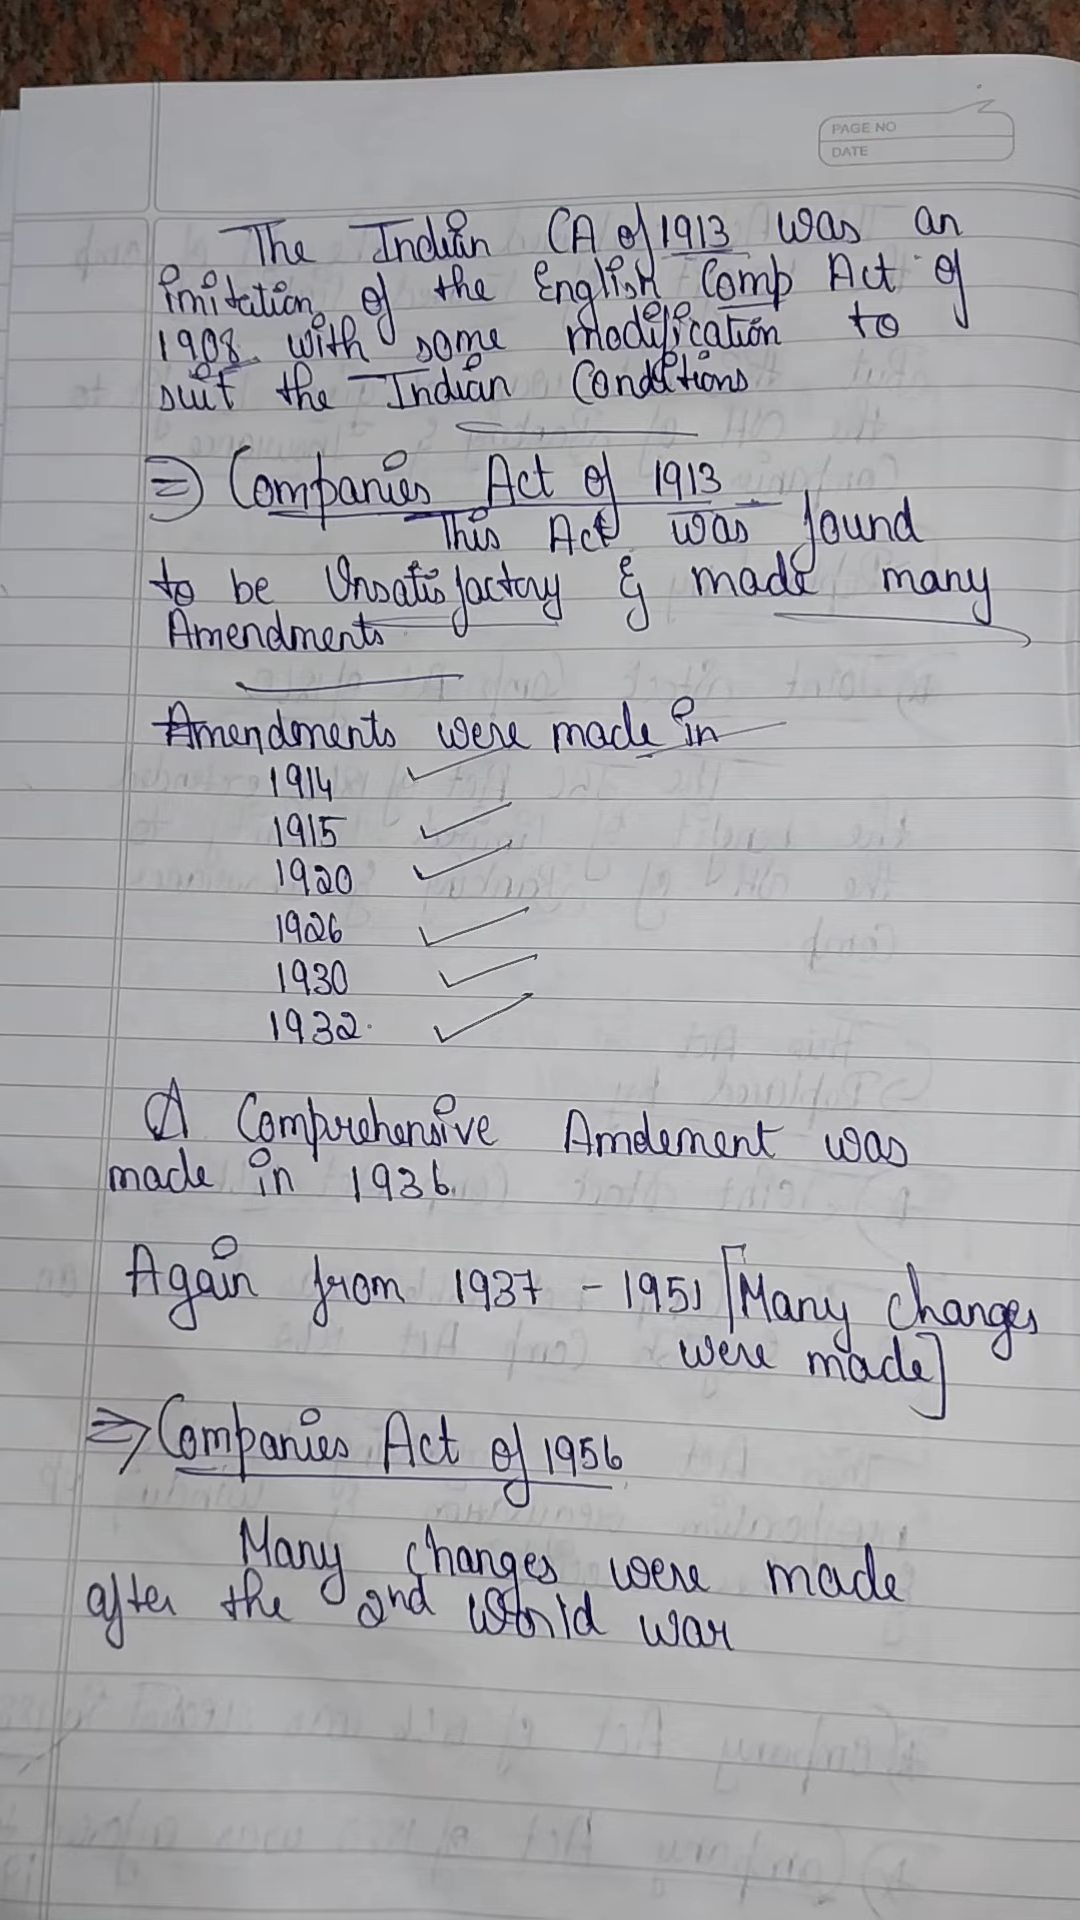 PAGE NO
DATE
The Indian CA of 1913 was an
imitation of the English Comp Act of
1908 with some modification to
suit the Indian Conditions
⇒ Companies Act of 1913
This Act was found
to be Unsatisfactory & made many
Amendments
Amendments were made in
1914 ✓
1915 ✓
1920 ✓
1926 ✓
1930 ✓
1932. ✓
A Comprehensive Amdement was
made in 1936.
Again from 1937 - 1951 [Many changes
were made]
⇒ Companies Act of 1956
Many changes were made
after the 2nd World war